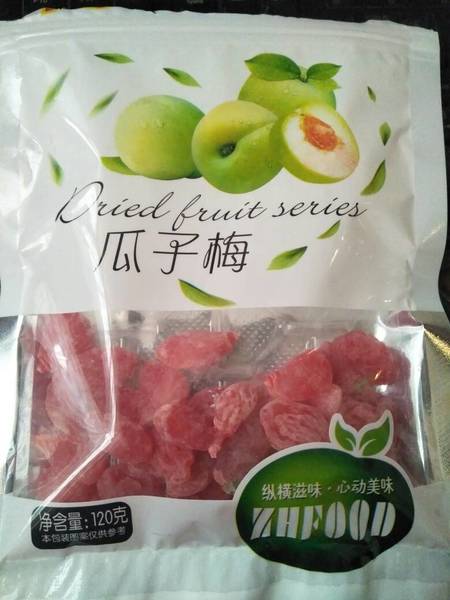 Dried fruit series
瓜子梅
纵横滋味·心动美味
ZHFOOD
净含量:120克
本包装图案仅供参考